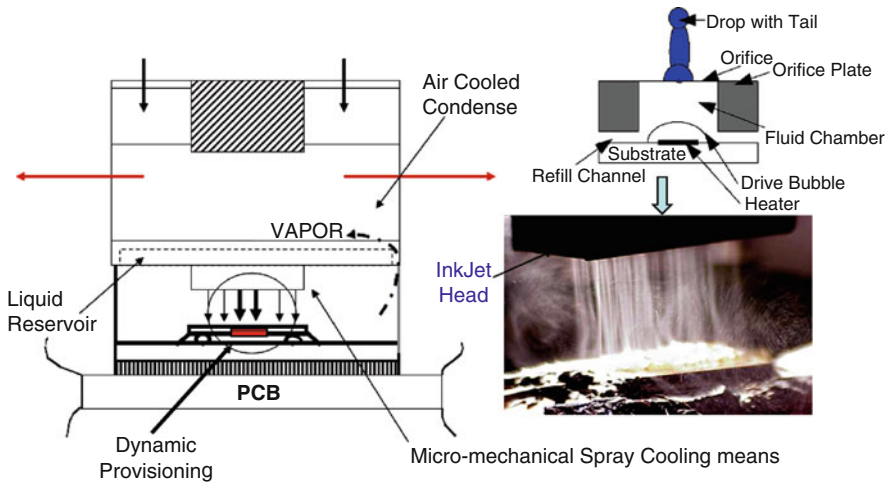 Air Cooled
Condense
VAPOR
Liquid
Reservoir
PCB
Dynamic
Provisioning
Micro-mechanical Spray Cooling means
Drop with Tail
Orifice
Orifice Plate
Fluid Chamber
Substrate
Refill Channel
Drive Bubble
Heater
InkJet
Head